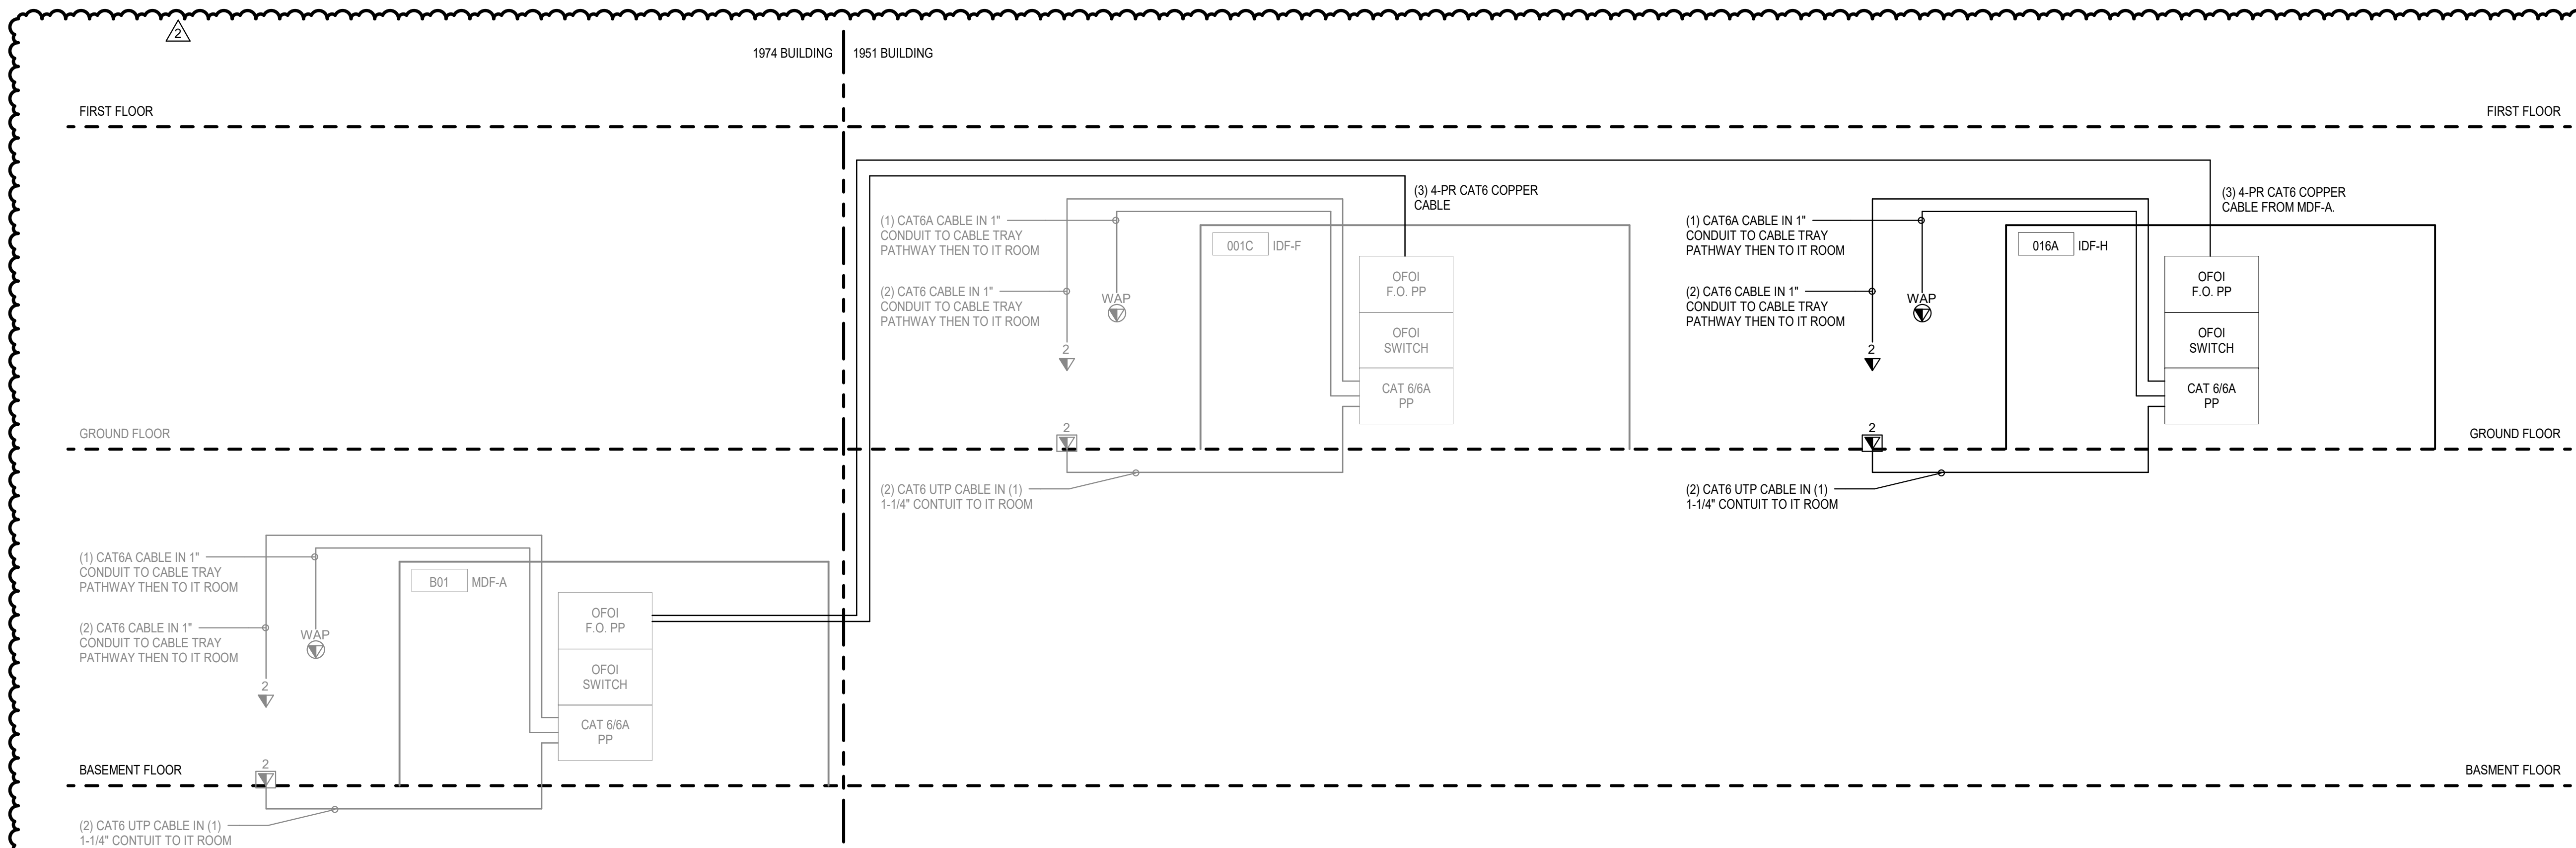 2
1974 BUILDING
1951 BUILDING
FIRST FLOOR
FIRST FLOOR
(3) 4-PR CAT6 COPPER
CABLE
(3) 4-PR CAT6 COPPER
CABLE FROM MDF-A.
(1) CAT6A CABLE IN 1"
CONDUIT TO CABLE TRAY
PATHWAY THEN TO IT ROOM
001C
IDF-F
(2) CAT6 CABLE IN 1"
CONDUIT TO CABLE TRAY
PATHWAY THEN TO IT ROOM
WAP
2
OFOI
F.O. PP
OFOI
SWITCH
CAT 6/6A
PP
2
(2) CAT6 UTP CABLE IN (1)
1-1/4" CONTUIT TO IT ROOM
(1) CAT6A CABLE IN 1"
CONDUIT TO CABLE TRAY
PATHWAY THEN TO IT ROOM
016A
IDF-H
(2) CAT6 CABLE IN 1"
CONDUIT TO CABLE TRAY
PATHWAY THEN TO IT ROOM
WAP
2
OFOI
F.O. PP
OFOI
SWITCH
CAT 6/6A
PP
2
(2) CAT6 UTP CABLE IN (1)
1-1/4" CONTUIT TO IT ROOM
GROUND FLOOR
GROUND FLOOR
(1) CAT6A CABLE IN 1"
CONDUIT TO CABLE TRAY
PATHWAY THEN TO IT ROOM
B01
MDF-A
(2) CAT6 CABLE IN 1"
CONDUIT TO CABLE TRAY
PATHWAY THEN TO IT ROOM
WAP
2
OFOI
F.O. PP
OFOI
SWITCH
CAT 6/6A
PP
BASEMENT FLOOR
2
BASMENT FLOOR
(2) CAT6 UTP CABLE IN (1)
1-1/4" CONTUIT TO IT ROOM